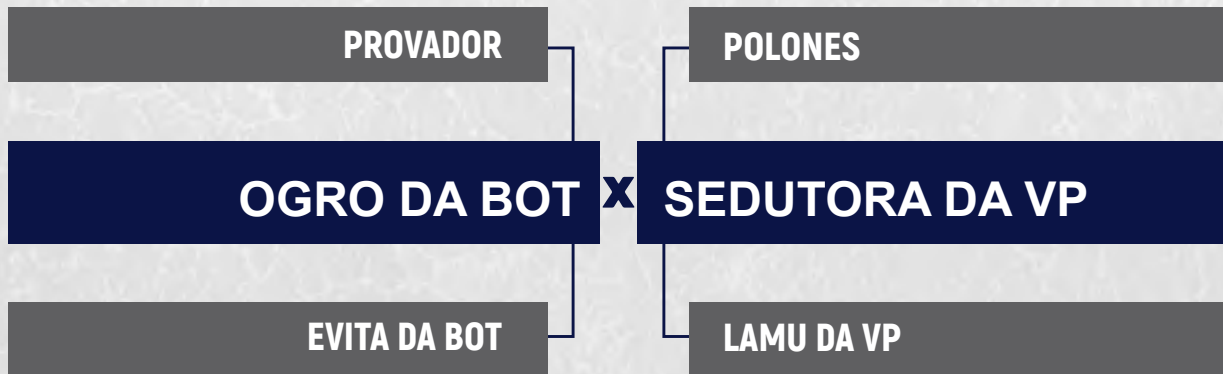 PROVADOR
POLONES
OGRO DA BOT X SEDUTORA DA VP
EVITA DA BOT
LAMU DA VP